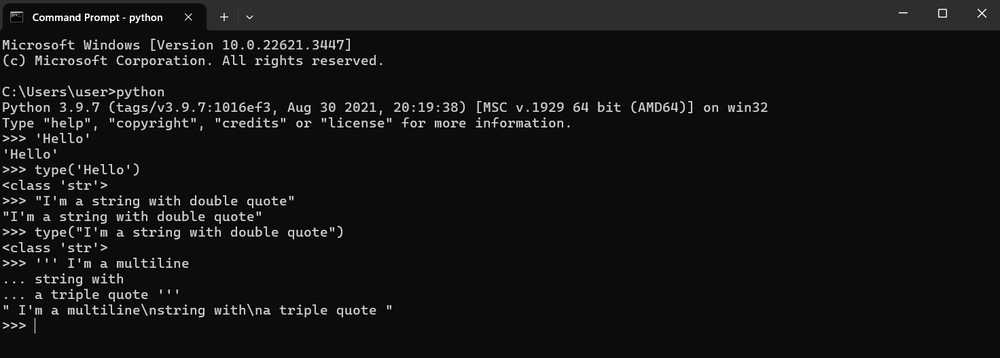 Command Prompt - python
Microsoft Windows [Version 10.0.22621.3447]
(c) Microsoft Corporation. All rights reserved.
C:\Users\user>python
Python 3.9.7 (tags/v3.9.7:1016ef3, Aug 30 2021, 20:19:38) [MSC v.1929 64 bit (AMD64)] on win32
Type "help", "copyright", "credits" or "license" for more information.
>>> 'Hello'
'Hello'
>>> type('Hello')
<class 'str'>
>>> "I'm a string with double quote"
"I'm a string with double quote"
>>> type("I'm a string with double quote")
<class 'str'>
>>> ''' I'm a multiline
... string with
... a triple quote '''
" I'm a multiline\nstring with\na triple quote "
>>>